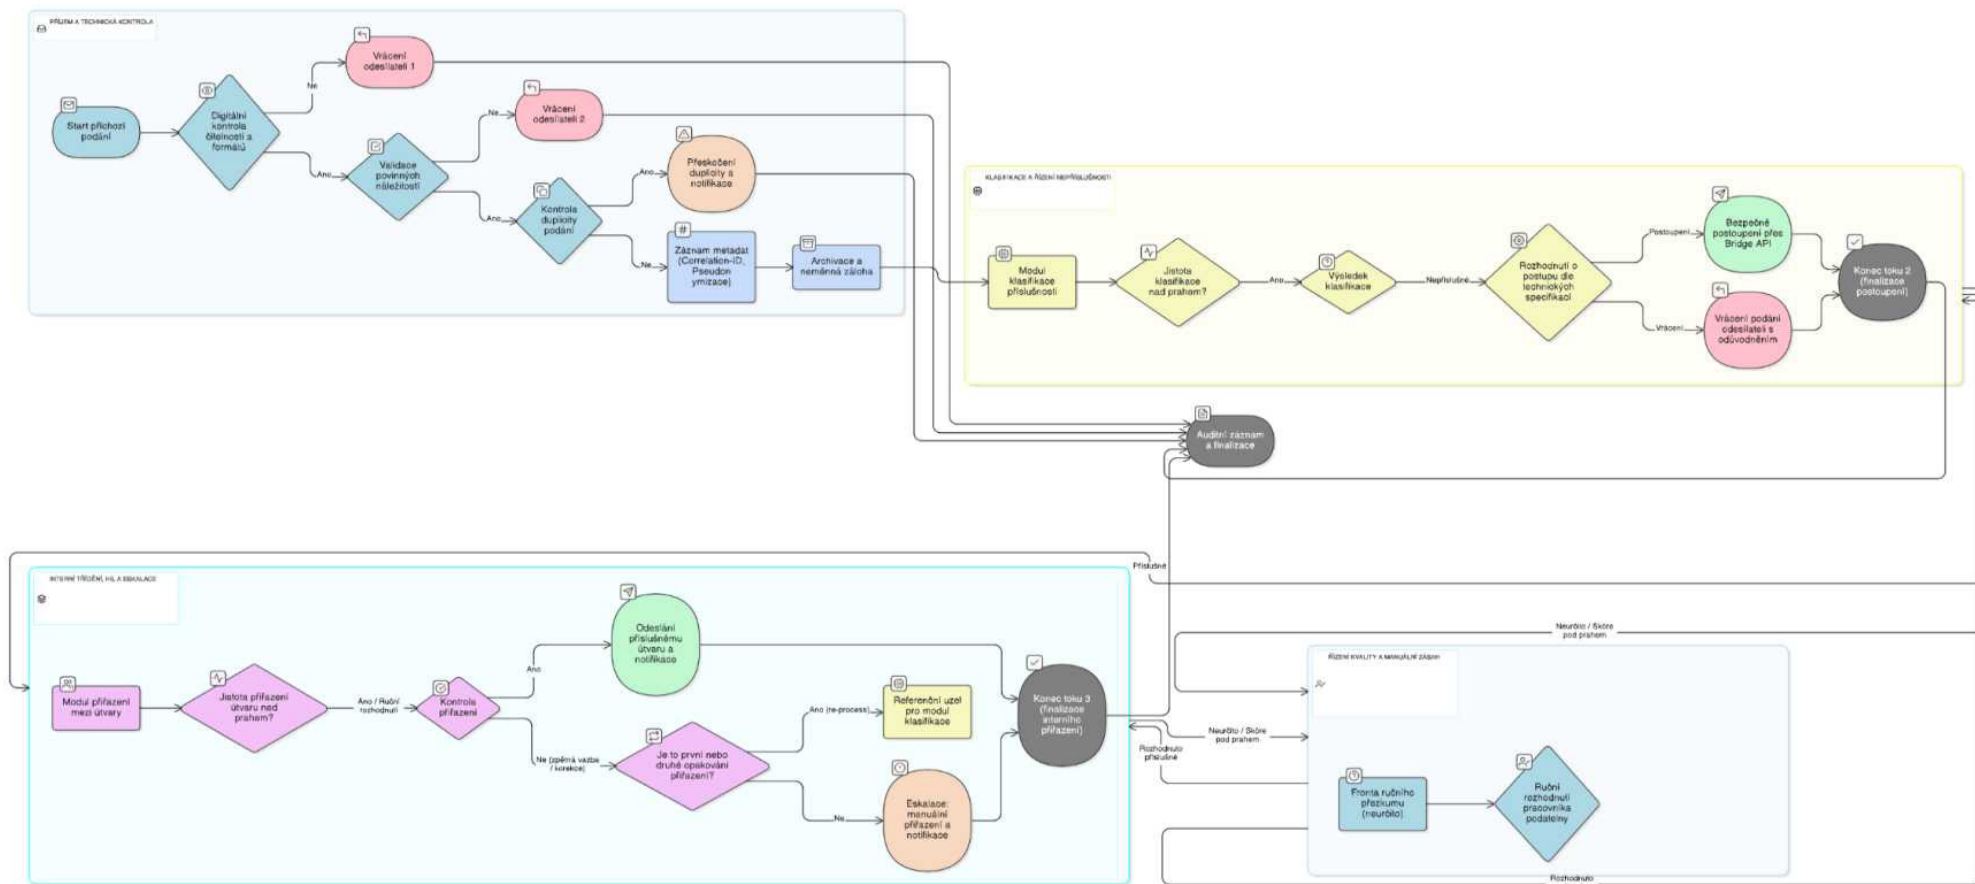 PŘÍJEM A TECHNICKÁ KONTROLA
Start příchozí
podání
Digitální
kontrola
čitelnosti a
formátů
Ne
Vrácení
odesílateli 1
Ano
Validace
povinných
náležitostí
Ne
Vrácení
odesílateli 2
Ano
Kontrola
duplicity
podání
Ano
Přeskočení
duplicity a
notifikace
Ne
Záznam metadat
(Correlation-ID,
Pseudon
ymizace)
Archivace a
neměnná záloha
KLASIFIKACE A ŘÍZENÍ NEPŘÍSLUŠNOSTI
Modul
klasifikace
příslušnosti
Jistota
klasifikace
nad prahem?
Ano
Výsledek
klasifikace
Nepříslušné
Rozhodnutí o
postupu dle
technických
specifikací
Postoupení
Bezpečné
postoupení přes
Bridge API
Vrácení
Vrácení podání
odesílateli s
odůvodněním
Konec toku 2
(finalizace
postoupení)
Auditní záznam
a finalizace
Příslušné
INTERNÍ TŘÍDĚNÍ, HIL A ESKALACE
Modul přiřazení
mezi útvary
Jistota přiřazení
útvaru nad
prahem?
Ano / Ruční
rozhodnutí
Kontrola
přiřazení
Ano
Odeslání
příslušnému
útvaru a
notifikace
Ne (zpětná vazba
/ korekce)
Je to první nebo
druhé opakování
přiřazení?
Ano (re-process)
Referenční uzel
pro modul
klasifikace
Ne
Eskalace:
manuální
přiřazení a
notifikace
Konec toku 3
(finalizace
interního
přiřazení)
Neurčito / Skóre
pod prahem
Neurčito / Skóre
pod prahem
Rozhodnuto
příslušné
ŘÍZENÍ KVALITY A MANUÁLNÍ ZÁSAH
Fronta ručního
přezkumu
(neurčito)
Ruční
rozhodnutí
pracovníka
podatelny
Rozhodnuto